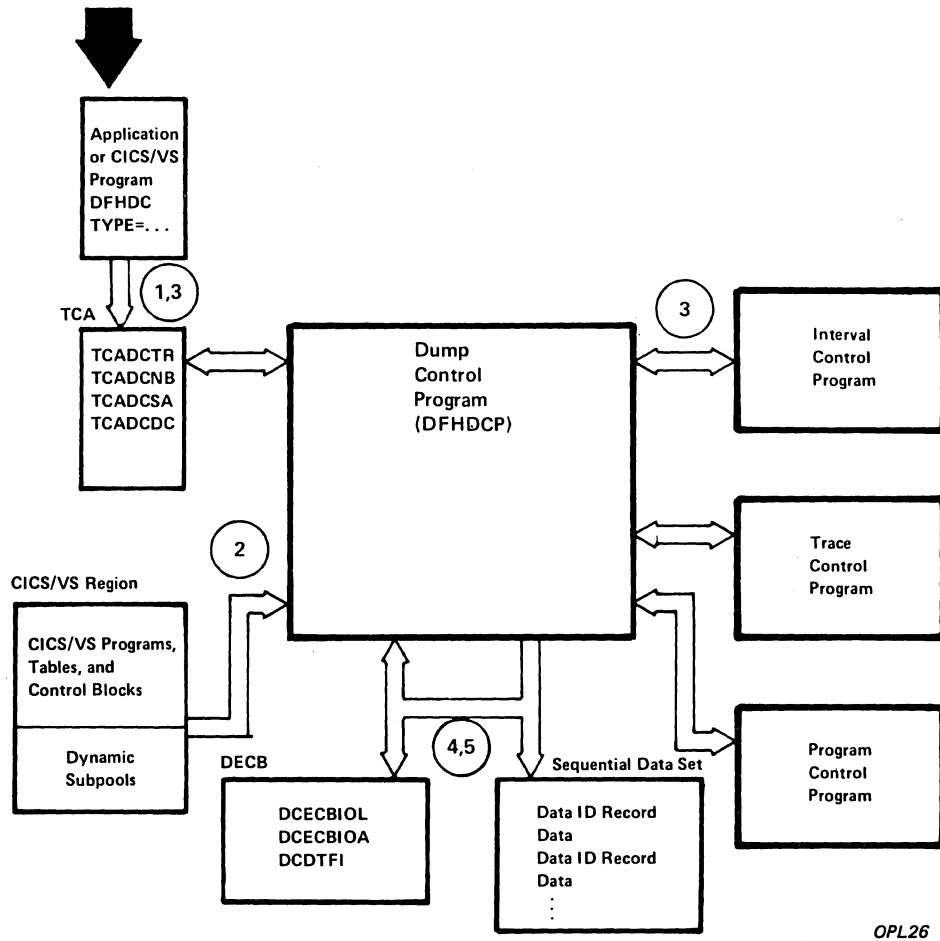 Application
or CICS/VS
Program
DFHDC
TYPE=...
1,3
TCA
TCADCTR
TCADCNB
TCADCSA
TCADCDC
Dump
Control
Program
(DFHDCP)
3
Interval
Control
Program
2
Trace
Control
Program
CICS/VS Region
CICS/VS Programs,
Tables, and
Control Blocks
Dynamic
Subpools
4,5
Program
Control
Program
DECB
DCECBIOL
DCECBIOA
DCDTFI
Sequential Data Set
Data ID Record
Data
Data ID Record
Data
⋮
OPL26